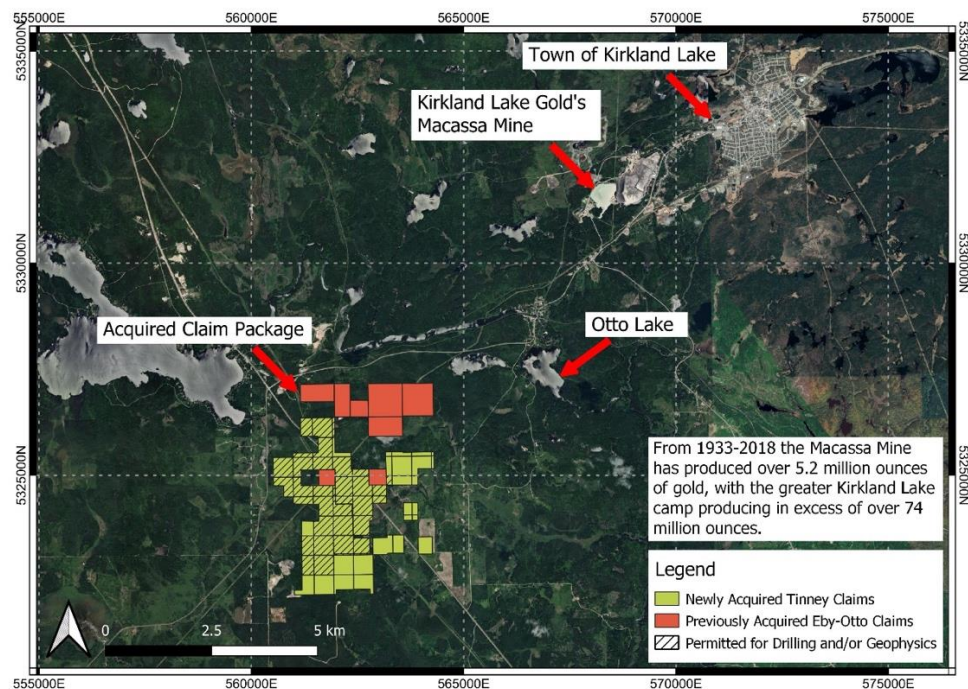 555000E
560000E
565000E
570000E
575000E
5335000N
5335000N
Town of Kirkland Lake
Kirkland Lake Gold's
Macassa Mine
5330000N
5330000N
Acquired Claim Package
Otto Lake
5325000N
5325000N
From 1933-2018 the Macassa Mine
has produced over 5.2 million ounces
of gold, with the greater Kirkland Lake
camp producing in excess of over 74
million ounces.
Legend
Newly Acquired Tinney Claims
Previously Acquired Eby-Otto Claims
Permitted for Drilling and/or Geophysics
0 2.5 5 km
555000E
560000E
565000E
570000E
575000E